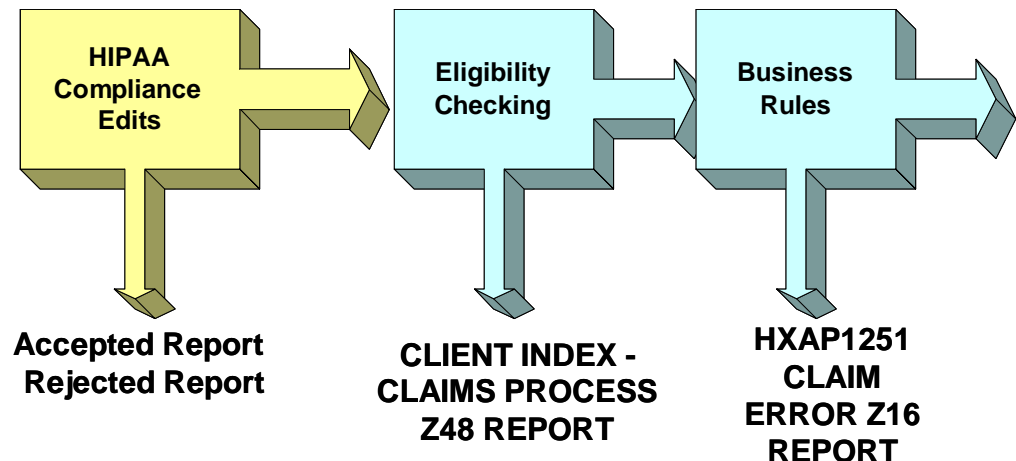 HIPAA
Compliance
Edits
Eligibility
Checking
Business
Rules
Accepted Report
Rejected Report
CLIENT INDEX -
CLAIMS PROCESS
Z48 REPORT
HXAP1251
CLAIM
ERROR Z16
REPORT